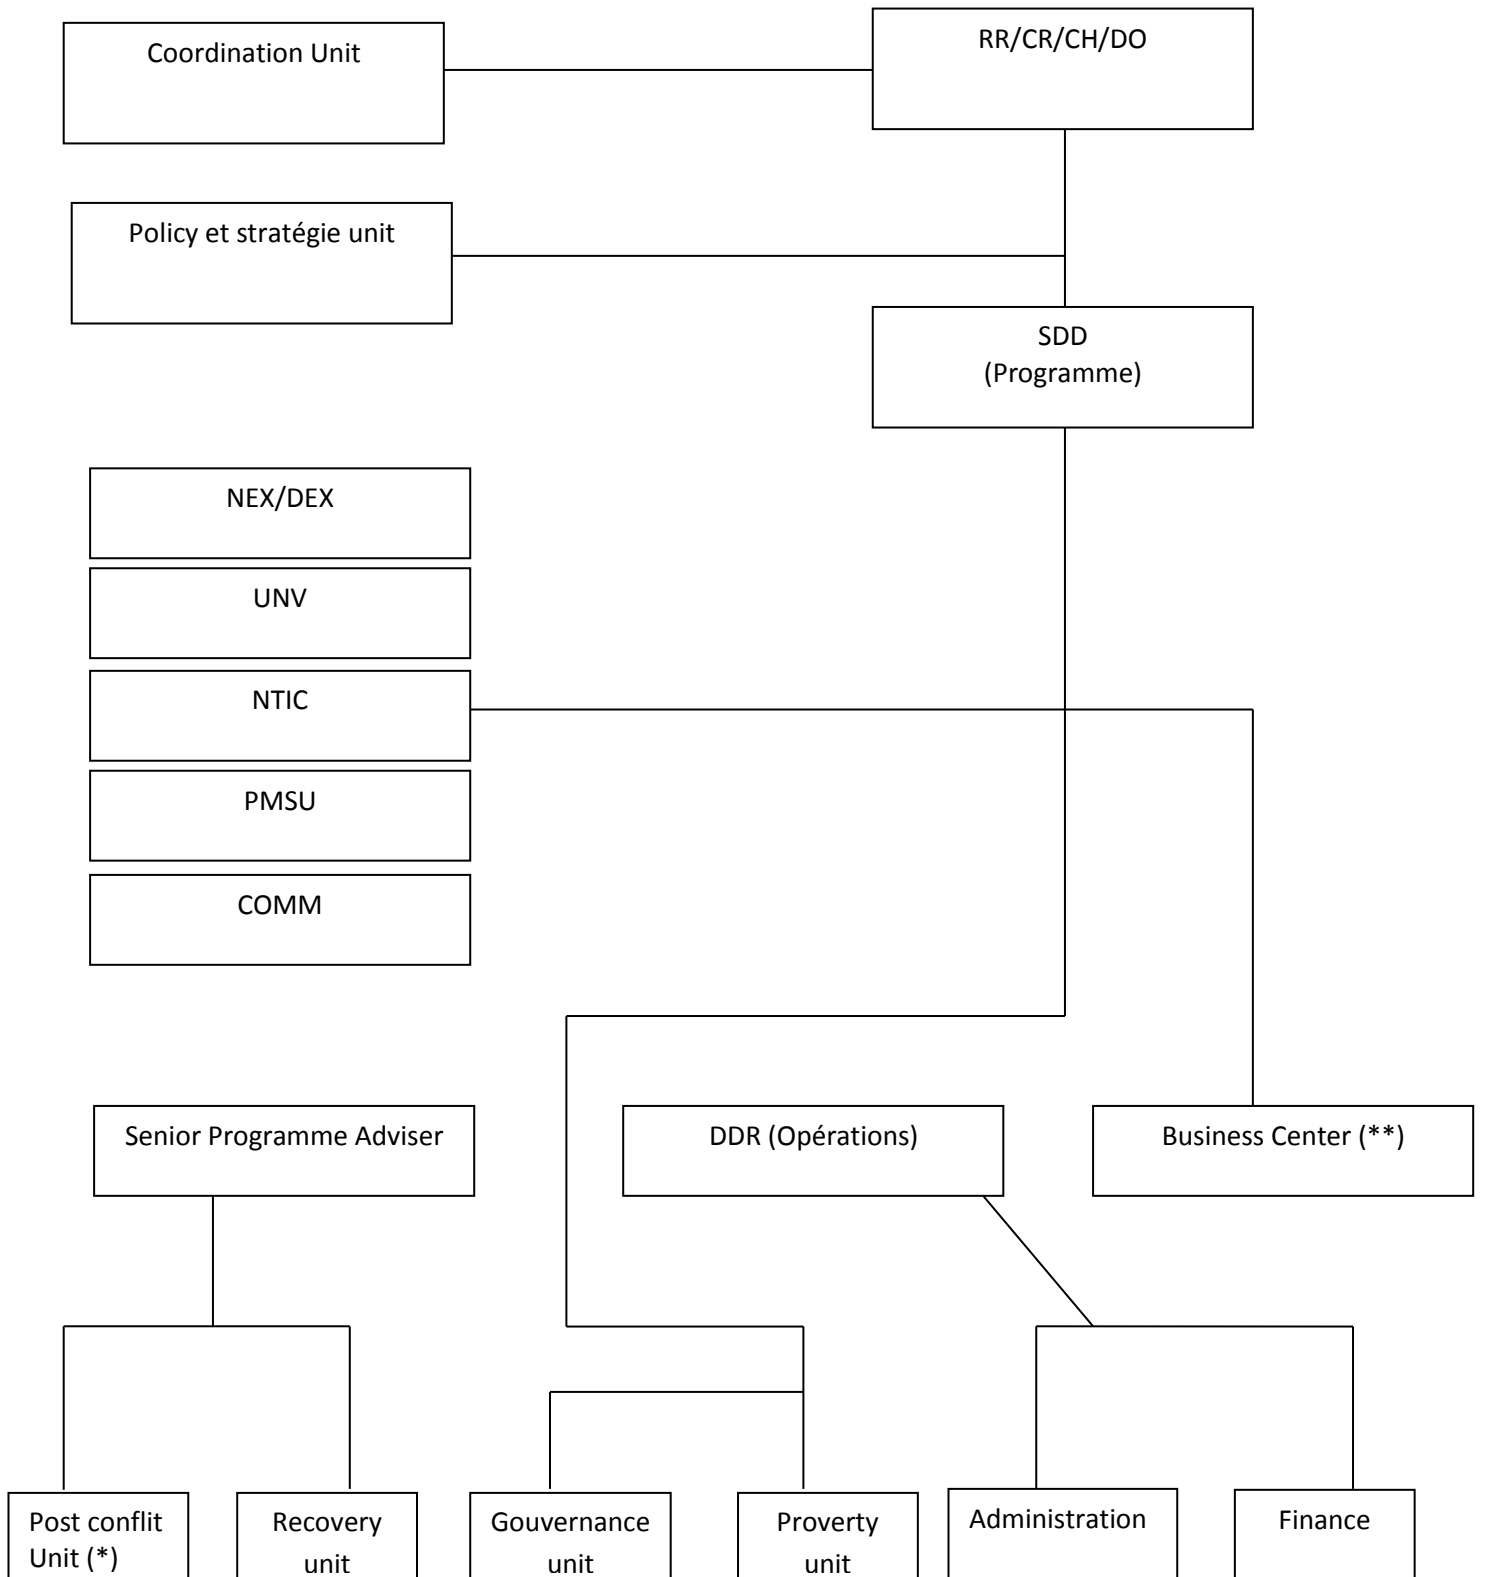 Coordination Unit
RR/CR/CH/DO
Policy et stratégie unit
SDD
(Programme)
NEX/DEX
UNV
NTIC
PMSU
COMM
Senior Programme Adviser
DDR (Opérations)
Business Center (**)
Post conflit
Unit (*)
Recovery
unit
Gouvernance
unit
Proverty
unit
Administration
Finance